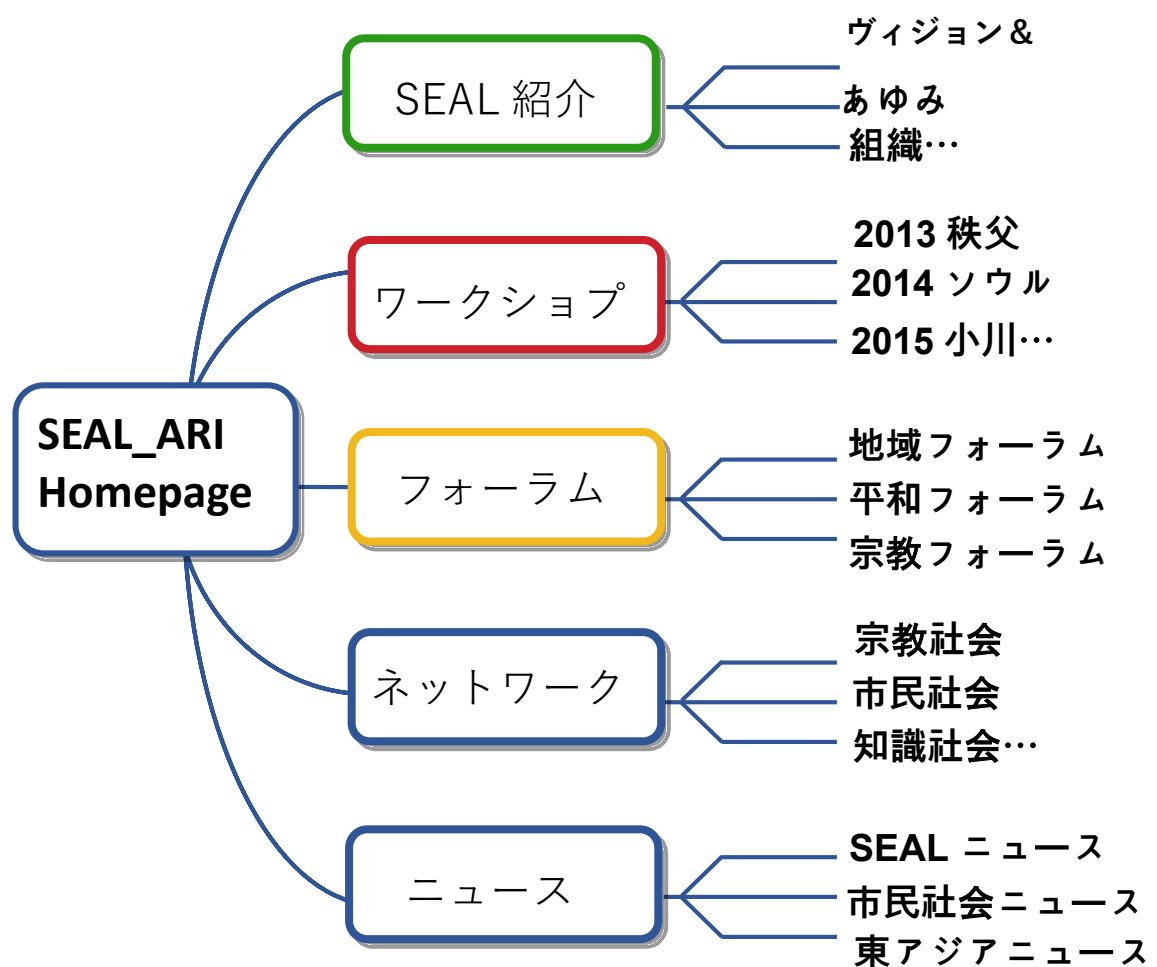 SEAL_ARI
Homepage
SEAL 紹介
ヴィジョン＆
あゆみ
組織…
ワークショプ
2013 秩父
2014 ソウル
2015 小川…
フォーラム
地域フォーラム
平和フォーラム
宗教フォーラム
ネットワーク
宗教社会
市民社会
知識社会…
ニュース
SEAL ニュース
市民社会ニュース
東アジアニュース